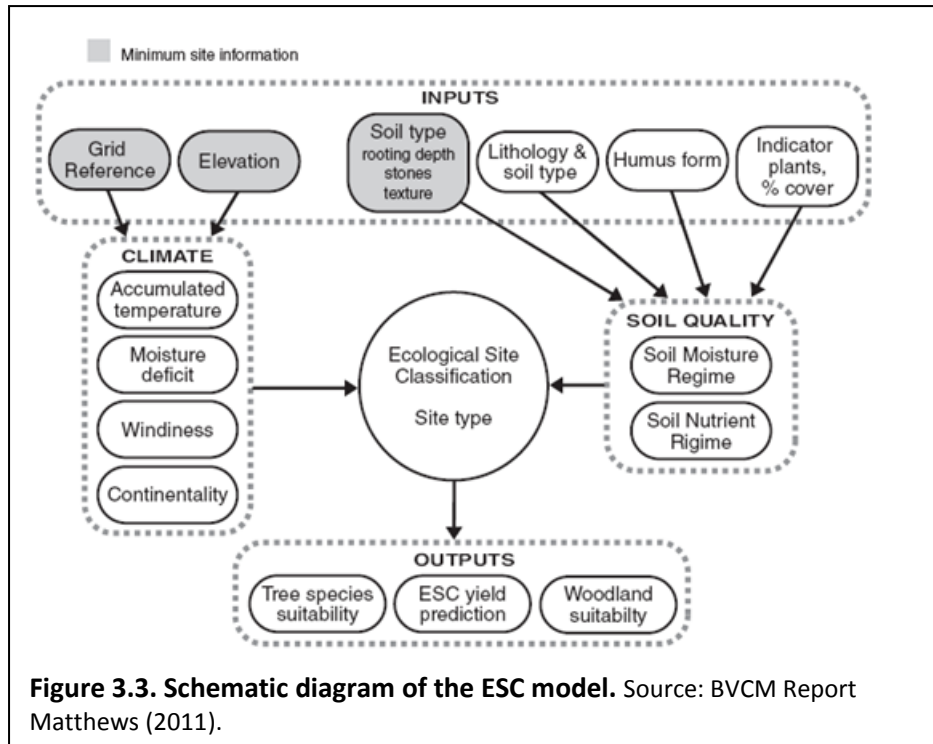 Minimum site information
INPUTS
Grid
Reference
Elevation
Soil type
rooting depth
stones
texture
Lithology &
soil type
Humus form
Indicator
plants,
% cover
CLIMATE
Accumulated
temperature
Moisture
deficit
Windiness
Continentality
Ecological Site
Classification
Site type
SOIL QUALITY
Soil Moisture
Regime
Soil Nutrient
Rigime
OUTPUTS
Tree species
suitability
ESC yield
prediction
Woodland
suitabilty
Figure 3.3. Schematic diagram of the ESC model. Source: BVCM Report
Matthews (2011).